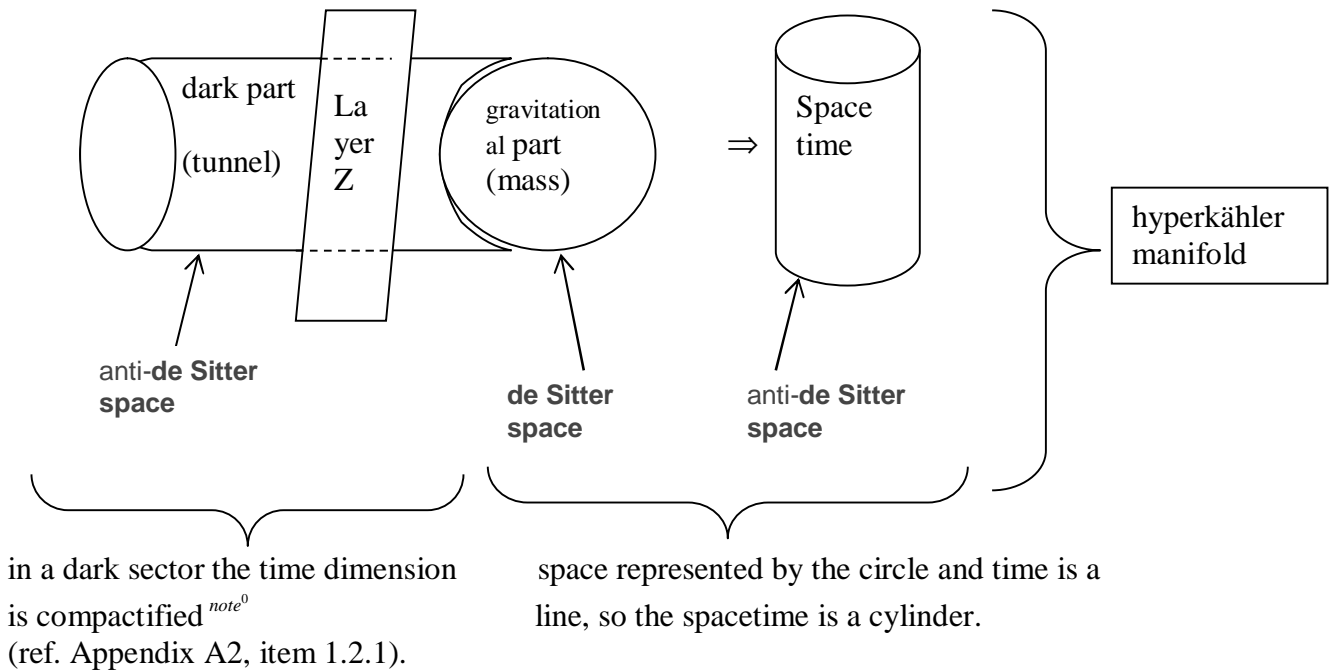 dark part
(tunnel)
La
yer
Z
gravitation
al part
(mass)
⇒
Space
time
hyperkähler
manifold
anti-de Sitter
space
de Sitter
space
anti-de Sitter
space
in a dark sector the time dimension
is compactified note⁰
(ref. Appendix A2, item 1.2.1).
space represented by the circle and time is a
line, so the spacetime is a cylinder.